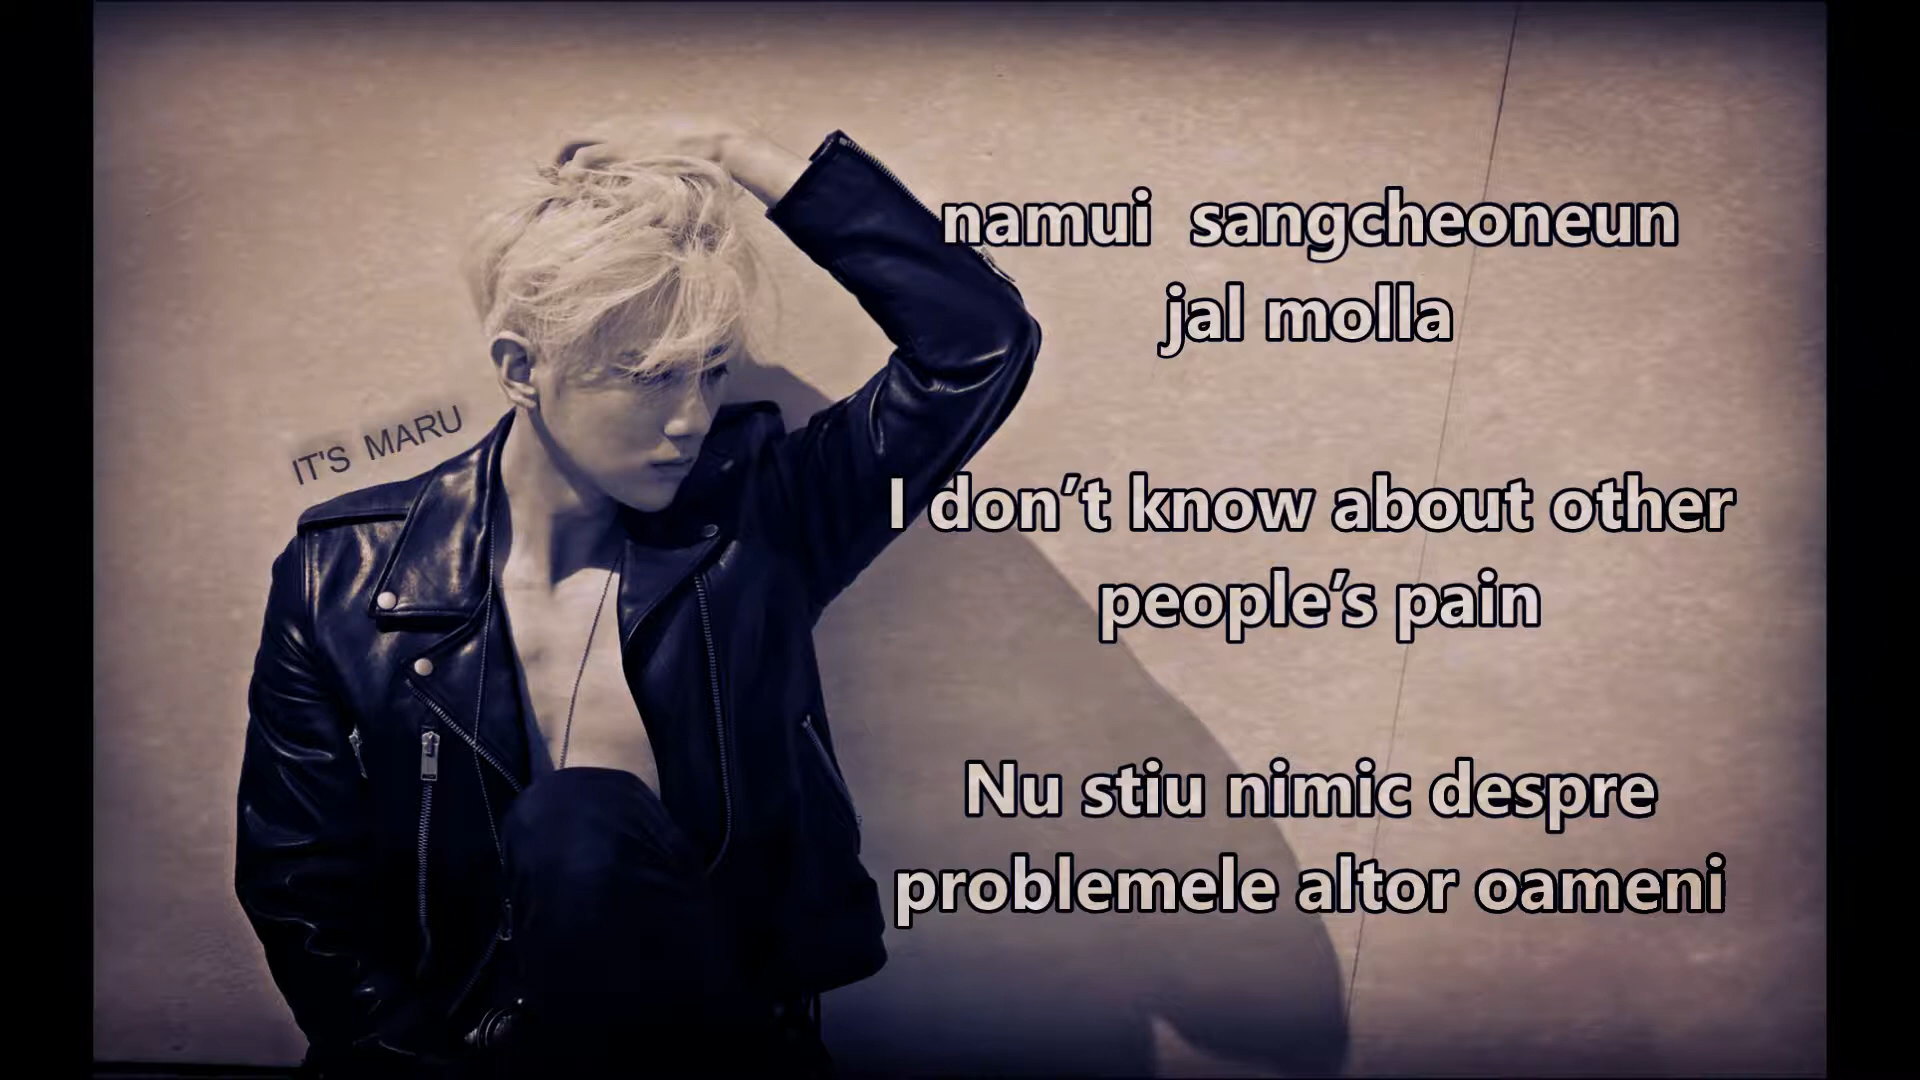 IT'S MARU
namui sangcheoneun
jal molla
I don’t know about other
people’s pain
Nu stiu nimic despre
problemele altor oameni